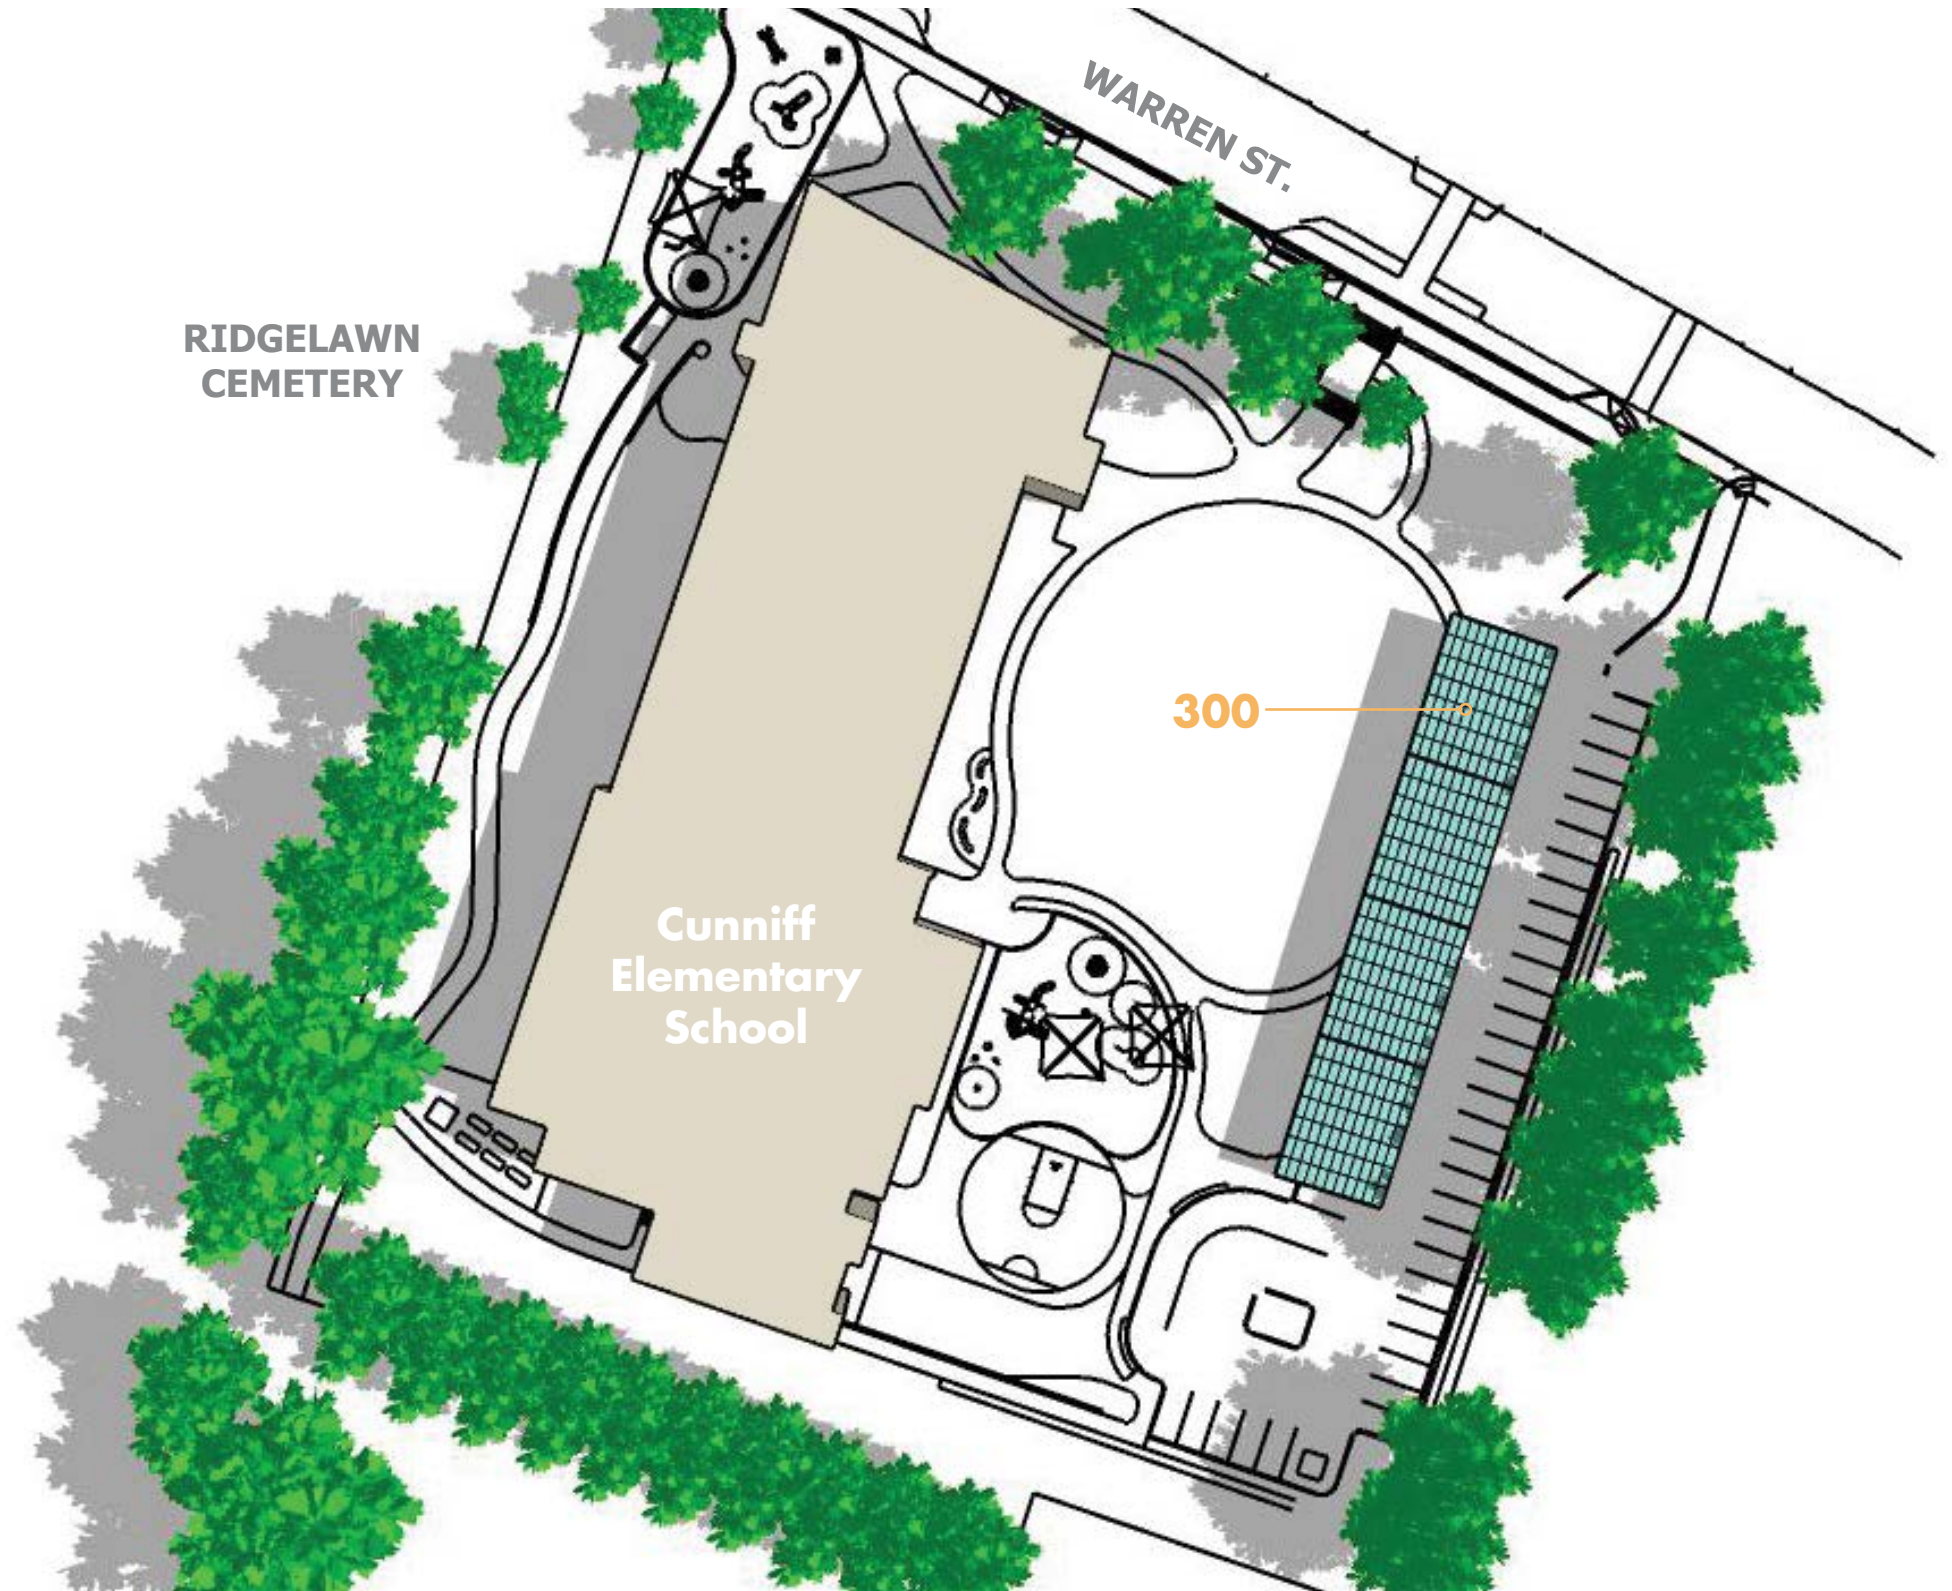 WARREN ST.
RIDGELAWN
CEMETERY
300
Cunniff
Elementary
School